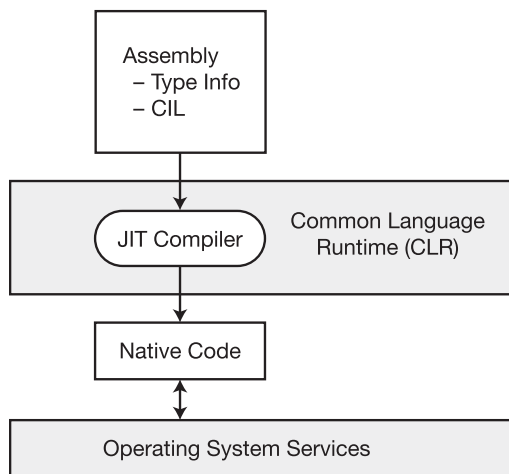 Assembly
– Type Info
– CIL
JIT Compiler
Common Language
Runtime (CLR)
Native Code
Operating System Services